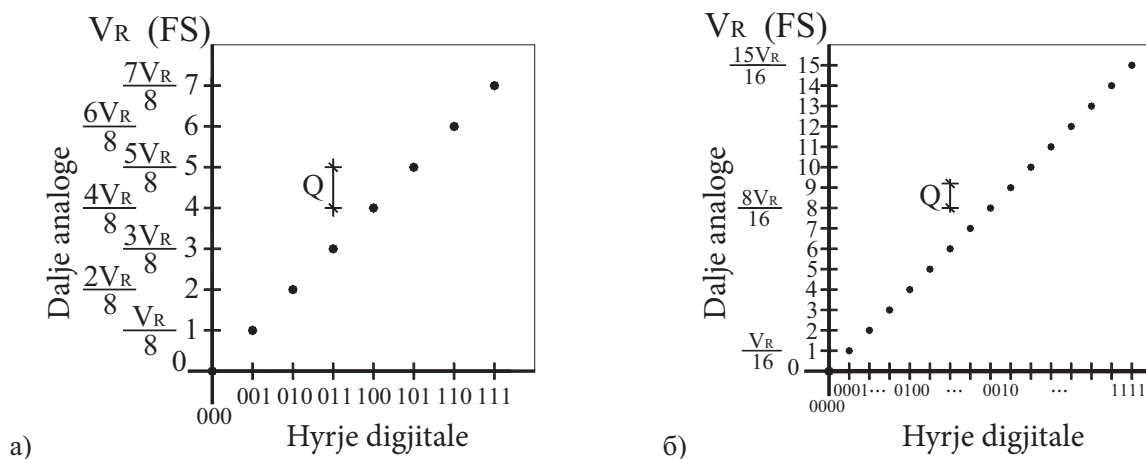 VR (FS)
7VR/8 7
6VR/8 6
5VR/8 5
4VR/8 4
3VR/8 3
2VR/8 2
VR/8 1
0
Q
Dalje analoge
000 001 010 011 100 101 110 111
Hyrje digjitale
a)
VR (FS)
15VR/16 15
14
13
12
11
10
9
8VR/16 8
7
6
5
4
3
2
VR/16 1
0
Q
Dalje analoge
0000 0001 ... 0100 ... 0010 ... 1111
Hyrje digjitale
б)